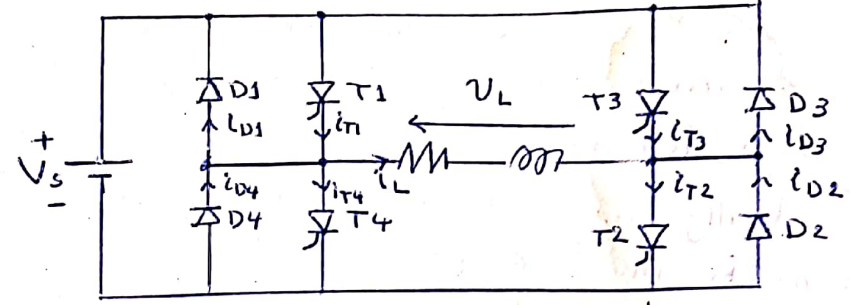 D1 T1 VL T3 D3
iD1 iT1 iT3 iD3
+
Vs
-
iD4 iT4 iL iT2 iD2
D4 T4 T2 D2